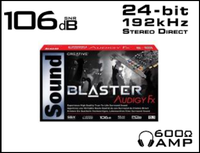 106dB SNR
24-bit
192kHz
STEREO DIRECT
CREATIVE
Sound
BLASTER
AUDIGY Fx
600Ω
AMP